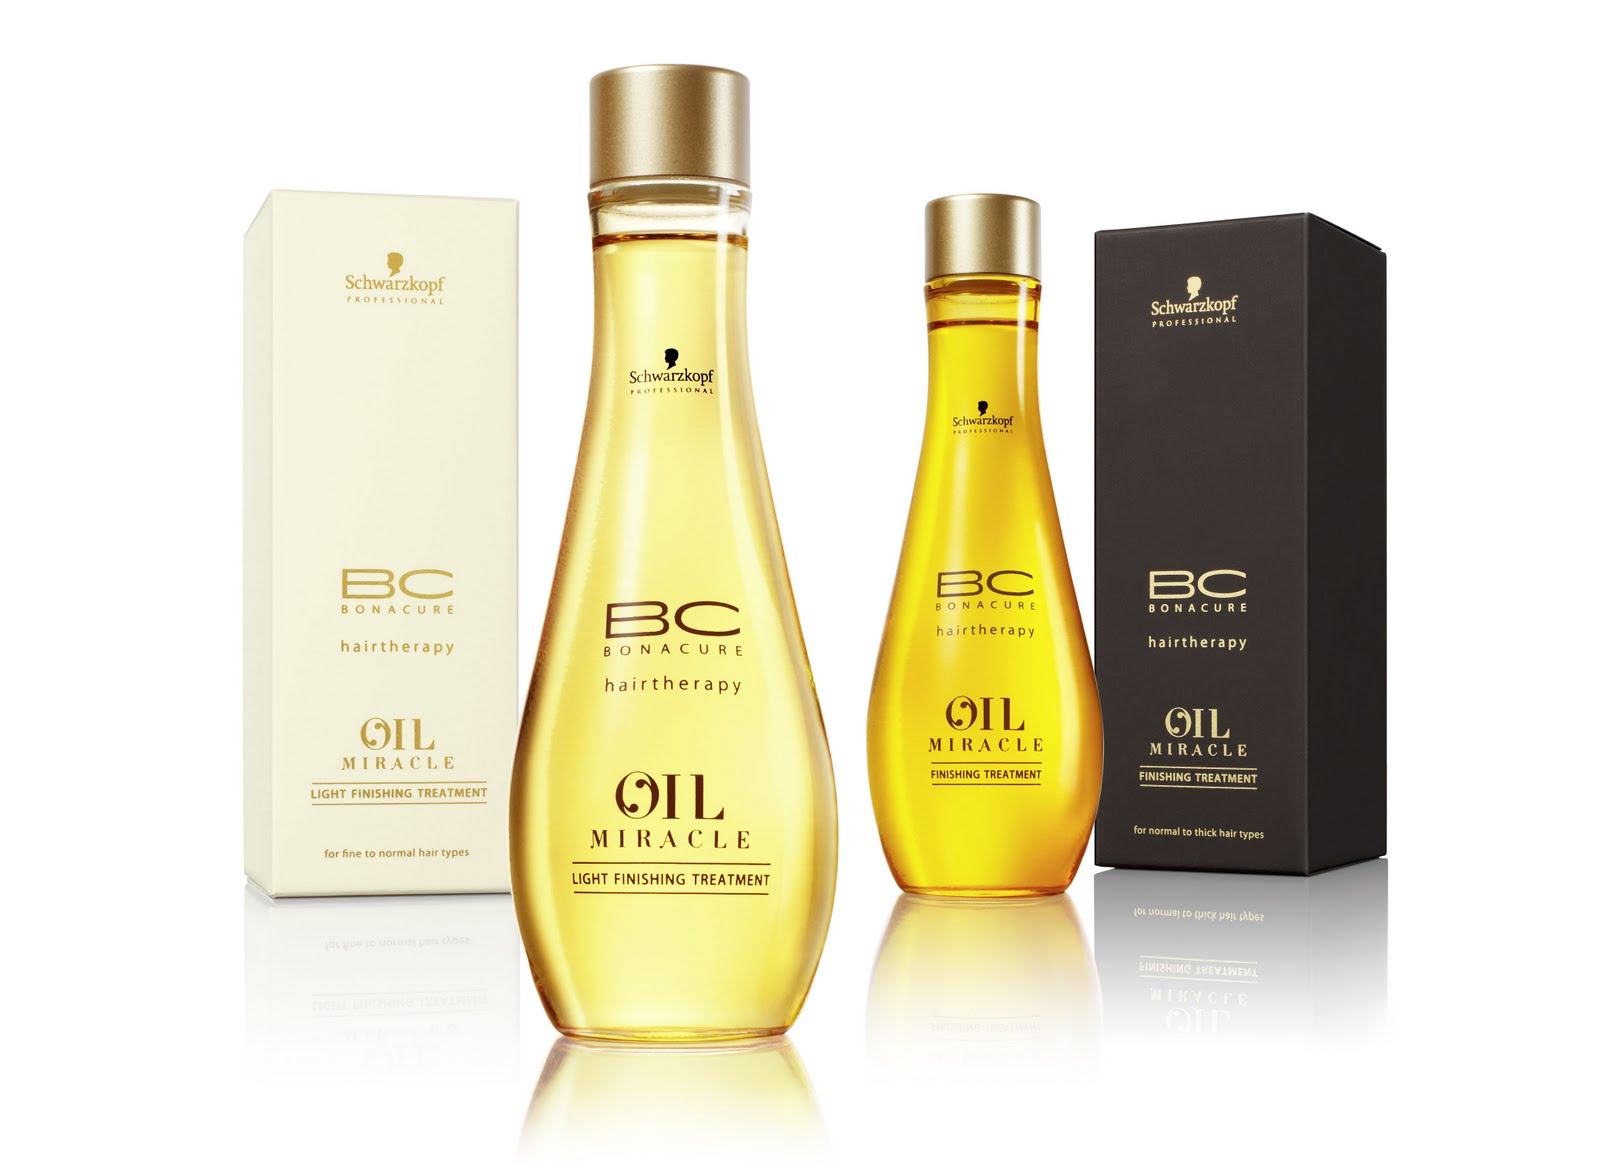 Schwarzkopf
PROFESSIONAL
BC
BONACURE
hairtherapy
OIL
MIRACLE
LIGHT FINISHING TREATMENT
for fine to normal hair types
Schwarzkopf
PROFESSIONAL
BC
BONACURE
hairtherapy
OIL
MIRACLE
LIGHT FINISHING TREATMENT
Schwarzkopf
PROFESSIONAL
BC
BONACURE
hairtherapy
OIL
MIRACLE
FINISHING TREATMENT
Schwarzkopf
PROFESSIONAL
BC
BONACURE
hairtherapy
OIL
MIRACLE
FINISHING TREATMENT
for normal to thick hair types